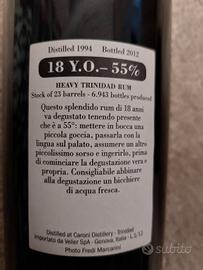 Distilled 1994 Bottled 2012
18 Y.O.– 55%
HEAVY TRINIDAD RUM
Stock of 23 barrels - 6.943 bottles produced
Questo splendido rum di 18 anni
va degustato tenendo presente
che è a 55°: mettere in bocca una
piccola goccia, passarla con la
lingua sul palato, assumere un altro
piccolissimo sorso e ingerirlo, prima
di cominciare la degustazione vera e
propria. Consigliabile abbinare
alla degustazione un bicchiere
di acqua fresca.
Distilled at Caroni Distillery - Trinidad
Importato da Velier SpA - Genova, Italia -
Photo Fredi Marcarini
subito